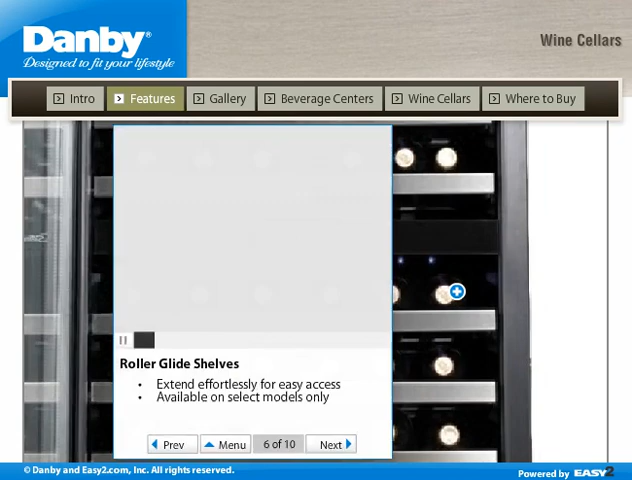 Danby®
Designed to fit your lifestyle
Wine Cellars
Intro
Features
Gallery
Beverage Centers
Wine Cellars
Where to Buy
Roller Glide Shelves
• Extend effortlessly for easy access
• Available on select models only
Prev
Menu
6 of 10
Next
© Danby and Easy2.com, Inc. All rights reserved.
Powered by EASY2